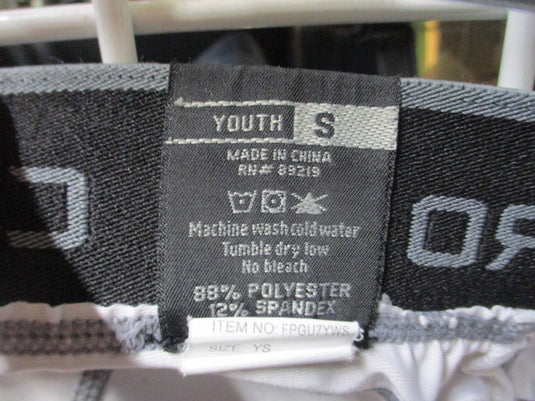 YOUTH S
MADE IN CHINA
RN# 89219
Machine wash cold water
Tumble dry low
No bleach
88% POLYESTER
12% SPANDEX
ITEM NO: FPGU7YWS
SIZE: YS
C
RO